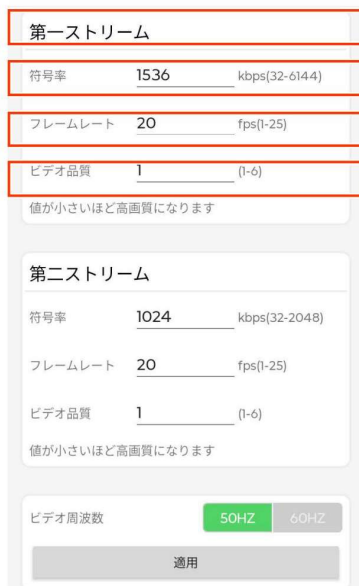 第一ストリーム
符号率 1536 kbps(32-6144)
フレームレート 20 fps(1-25)
ビデオ品質 1 (1-6)
値が小さいほど高画質になります
第二ストリーム
符号率 1024 kbps(32-2048)
フレームレート 20 fps(1-25)
ビデオ品質 1 (1-6)
値が小さいほど高画質になります
ビデオ周波数 50HZ 60HZ
適用